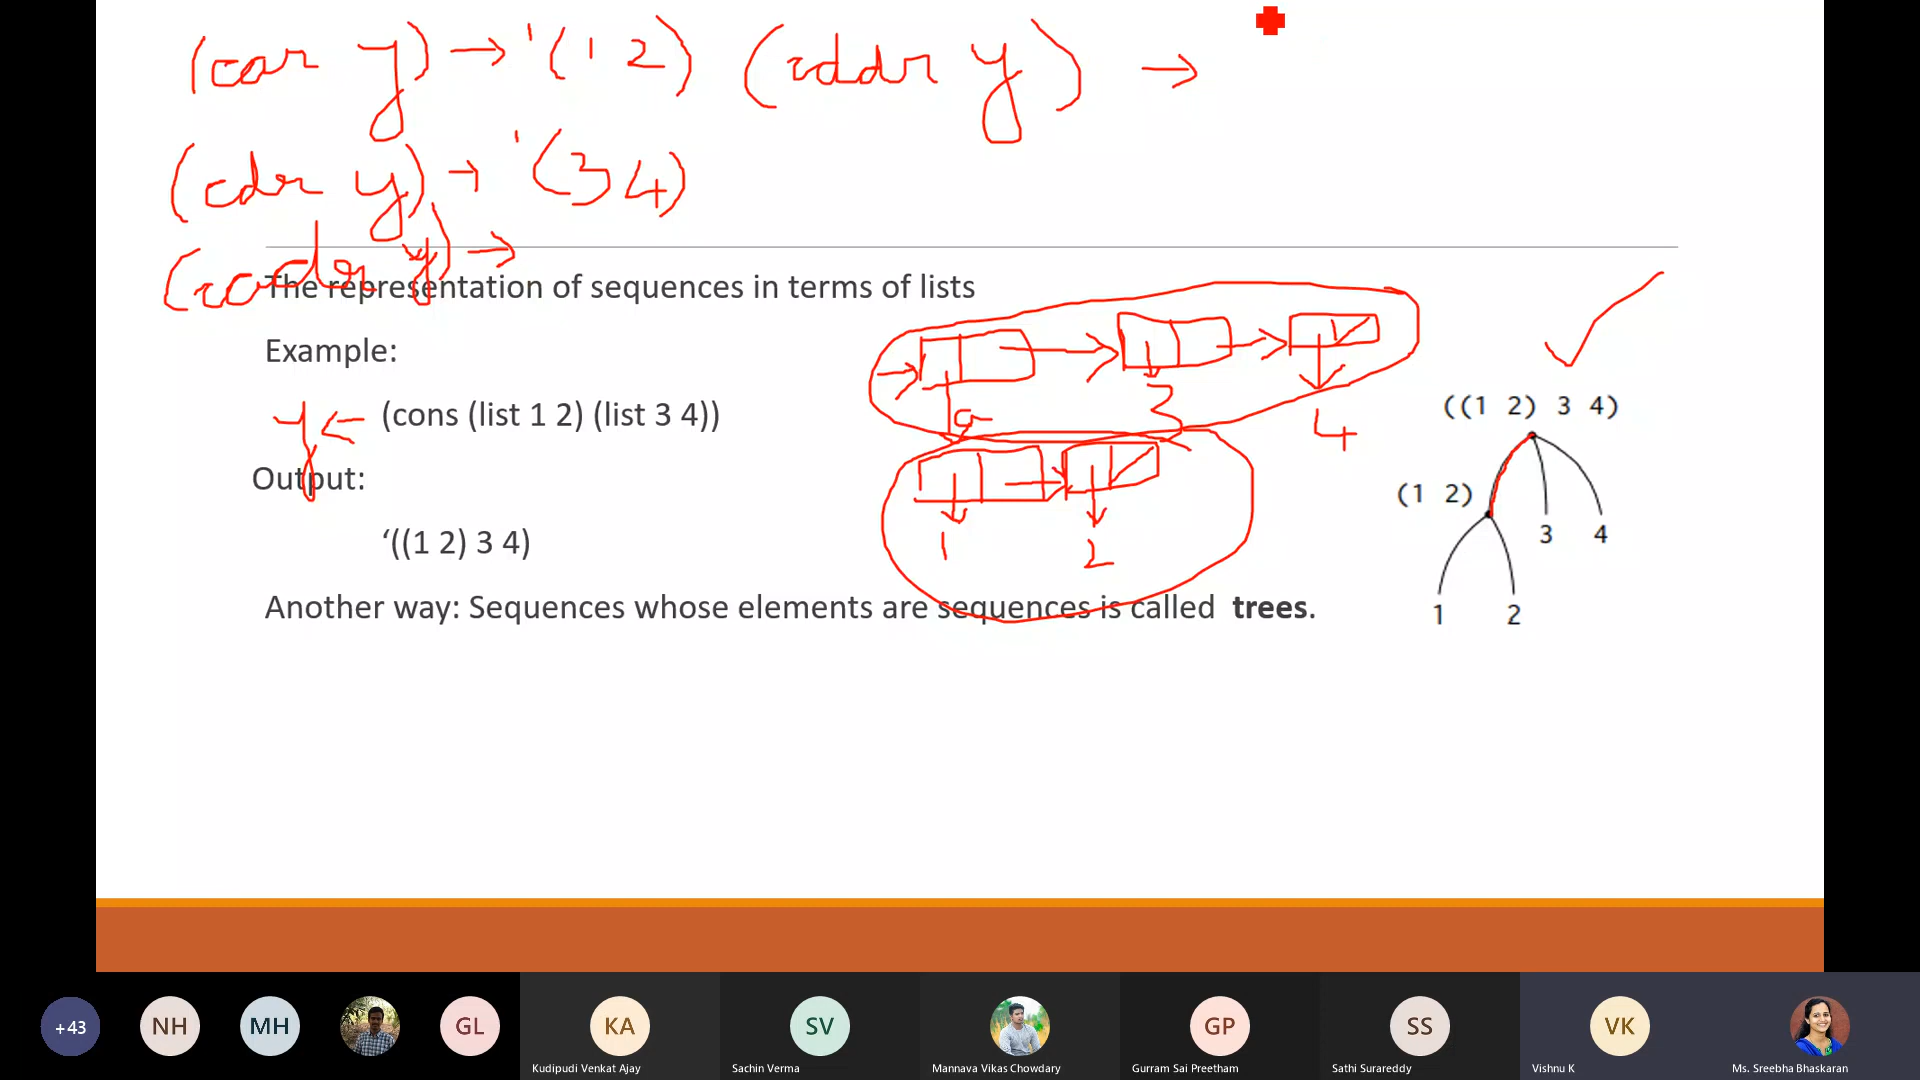 (car y) → '(1 2) (cddr y) →
(cdr y) → '(3 4)
(cadr y) →
The representation of sequences in terms of lists
Example:
y ← (cons (list 1 2) (list 3 4))
Output:
‘((1 2) 3 4)
Another way: Sequences whose elements are sequences is called trees.
3
4
1
2
((1 2) 3 4)
(1 2)
3 4
1 2
+43
NH
MH
GL
KA
SV
GP
SS
VK
Kudipudi Venkat Ajay
Sachin Verma
Mannava Vikas Chowdary
Gurram Sai Preetham
Sathi Surareddy
Vishnu K
Ms. Sreebha Bhaskaran